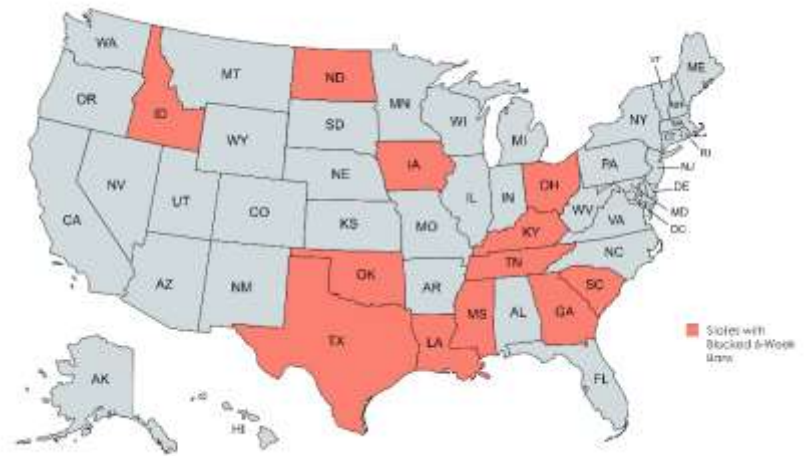 WA
MT
ND
MN
ME
VT
NH
OR
ID
WY
SD
WI
MI
NY
MA
CT
RI
NV
UT
CO
NE
IA
IL
IN
OH
PA
NJ
DE
MD
DC
WV
VA
CA
KS
MO
KY
NC
TN
AZ
NM
OK
AR
SC
TX
LA
MS
AL
GA
FL
AK
HI
States with
Blocked 6-Week
Bans